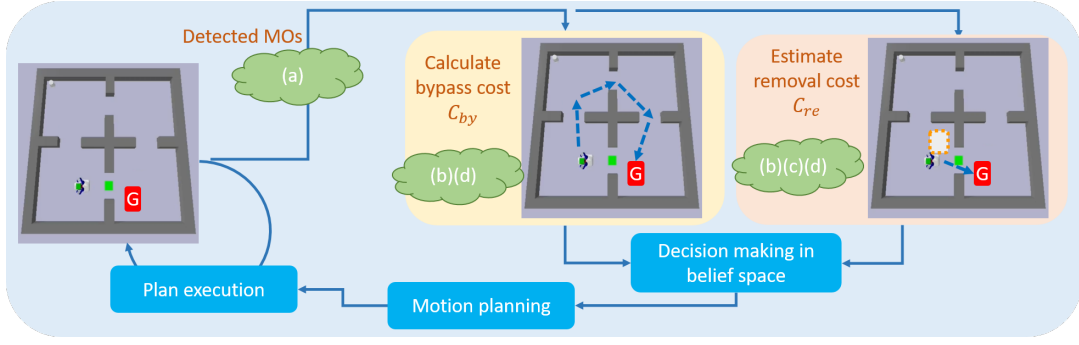 Detected MOs
(a)
G
Calculate
bypass cost
C_by
(b)(d)
G
Estimate
removal cost
C_re
(b)(c)(d)
G
Decision making in
belief space
Plan execution
Motion planning